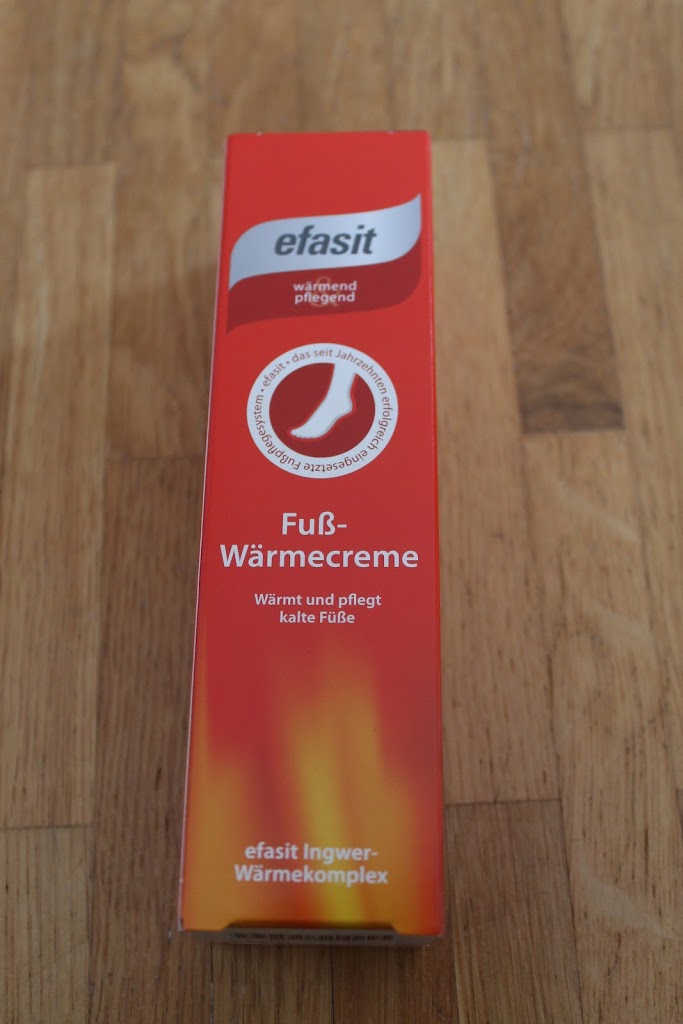 efasit
wärmend
&
pflegend
efasit • das seit Jahrzehnten erfolgreich eingesetzte Fußpflegesystem •
Fuß-
Wärmecreme
Wärmt und pflegt
kalte Füße
efasit Ingwer-
Wärmekomplex